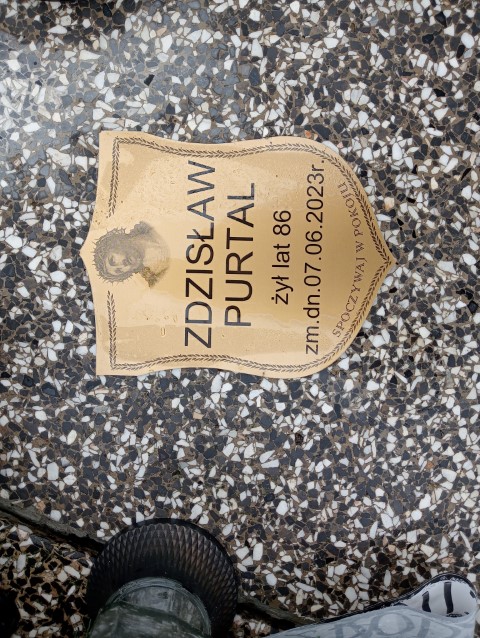 ZDZISŁAW
PURTAL
żył lat 86
zm.dn.07.06.2023r.
SPOCZYWAJ W POKOJU